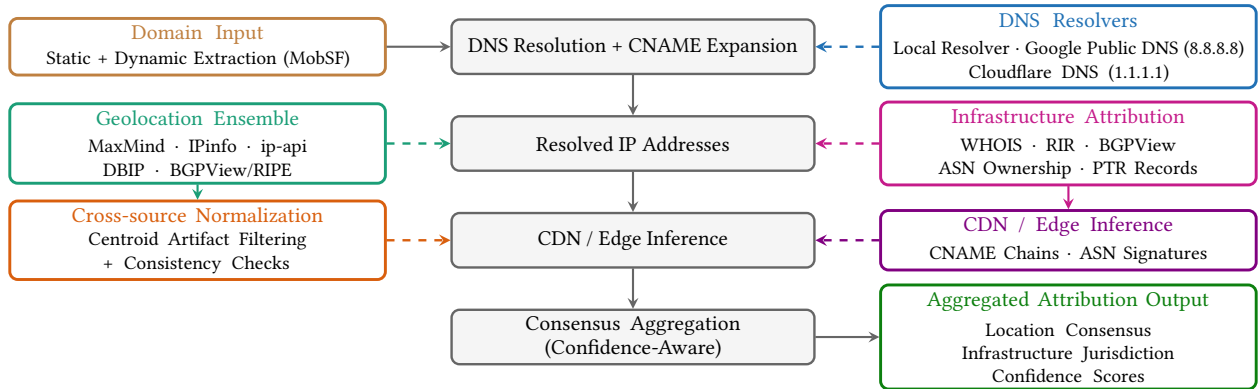 Domain Input
Static + Dynamic Extraction (MobSF)
DNS Resolution + CNAME Expansion
DNS Resolvers
Local Resolver · Google Public DNS (8.8.8.8)
Cloudflare DNS (1.1.1.1)
Geolocation Ensemble
MaxMind · IPinfo · ip-api
DBIP · BGPView/RIPE
Resolved IP Addresses
Infrastructure Attribution
WHOIS · RIR · BGPView
ASN Ownership · PTR Records
Cross-source Normalization
Centroid Artifact Filtering
+ Consistency Checks
CDN / Edge Inference
CDN / Edge Inference
CNAME Chains · ASN Signatures
Consensus Aggregation
(Confidence-Aware)
Aggregated Attribution Output
Location Consensus
Infrastructure Jurisdiction
Confidence Scores